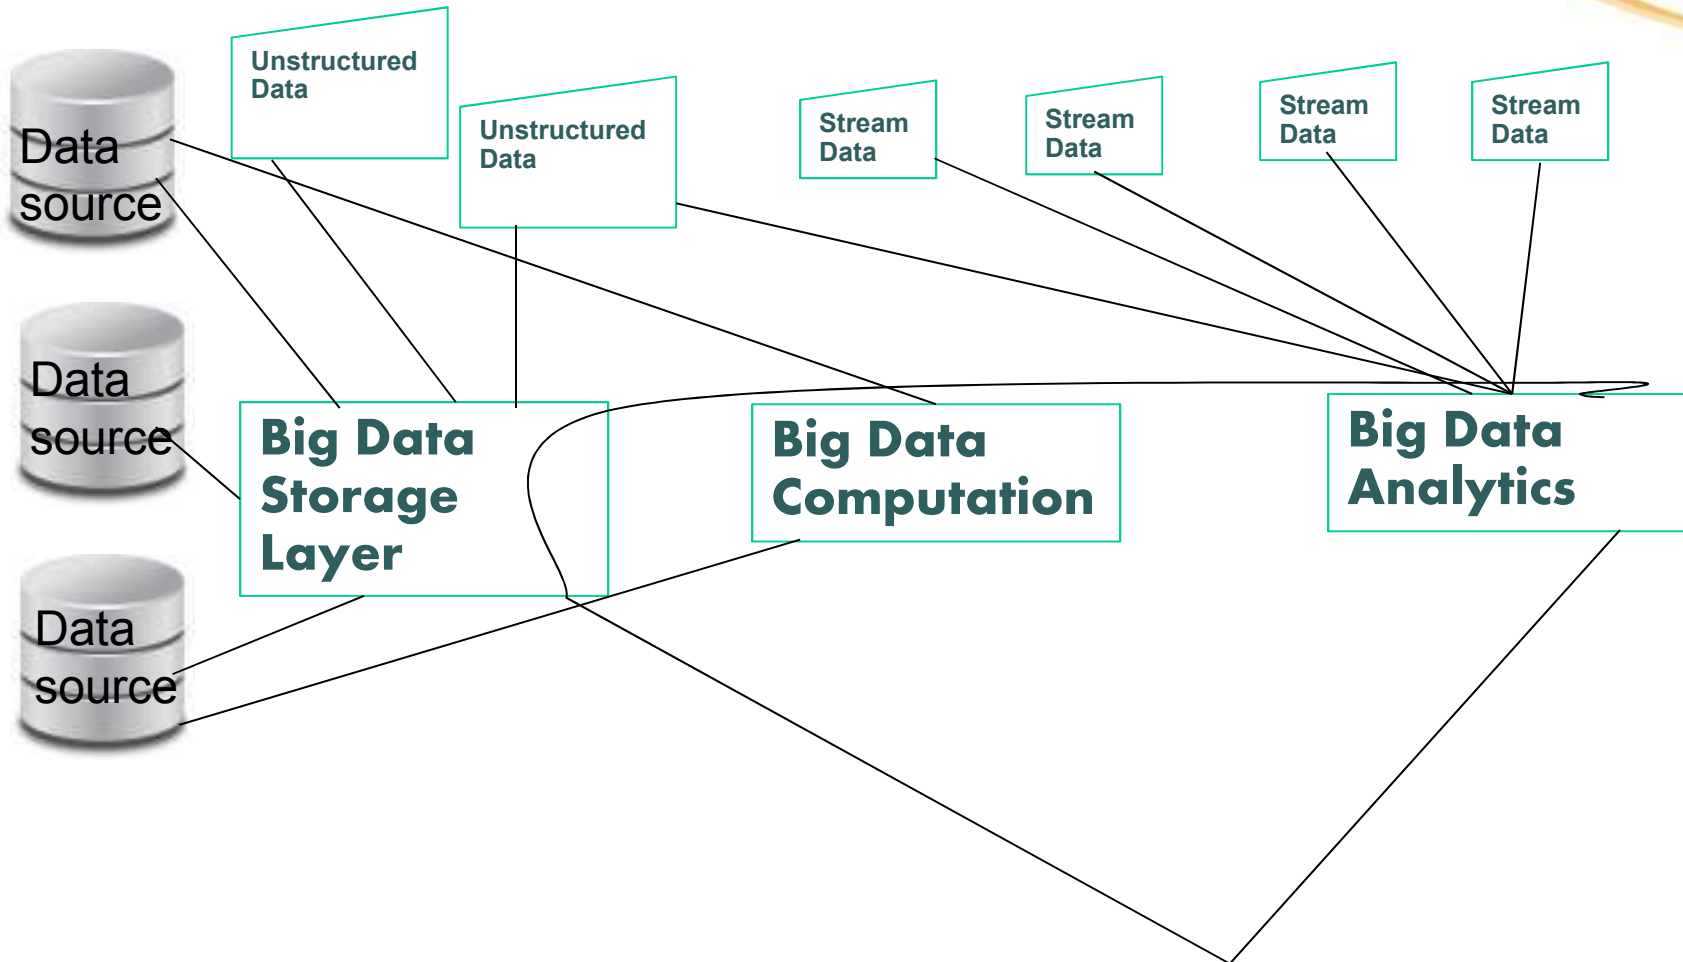 Unstructured
Data
Unstructured
Data
Stream
Data
Stream
Data
Stream
Data
Stream
Data
Data
source
Data
source
Data
source
Big Data
Storage
Layer
Big Data
Computation
Big Data
Analytics